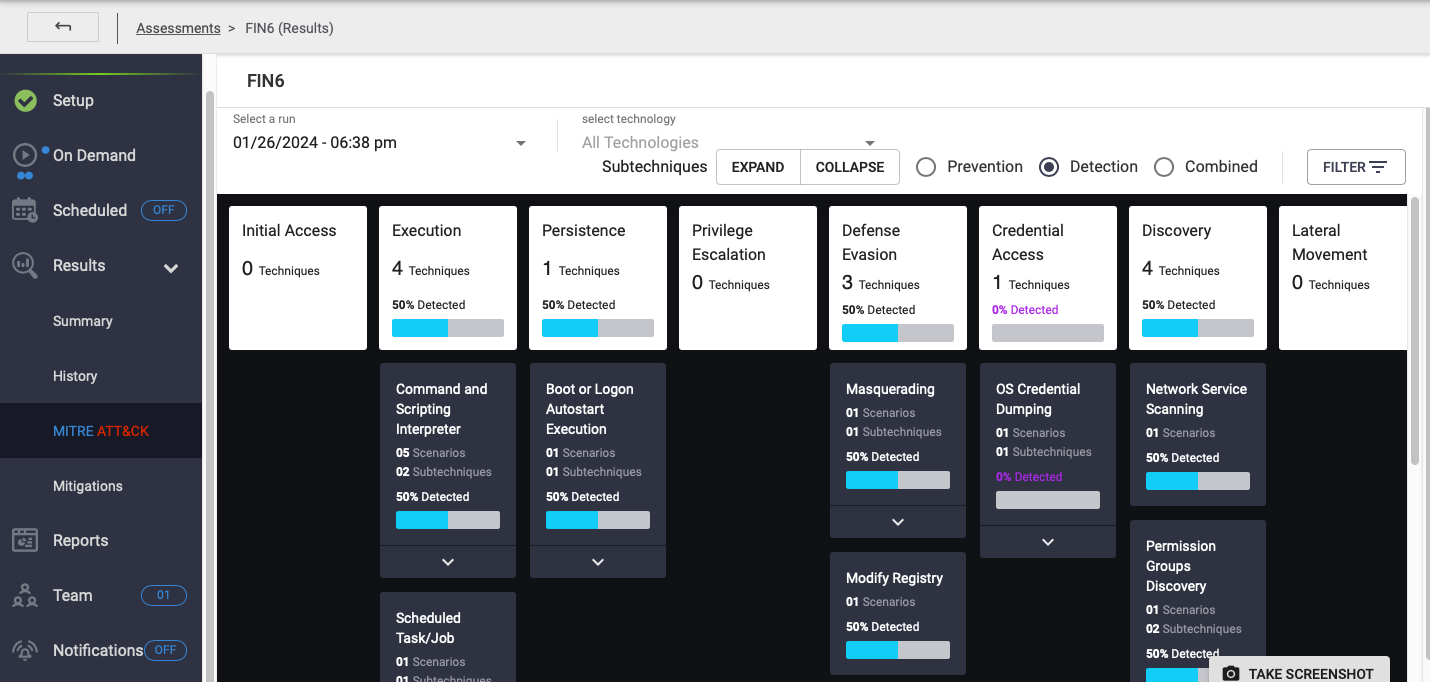 Assessments > FIN6 (Results)
Setup
On Demand
Scheduled OFF
Results
Summary
History
MITRE ATT&CK
Mitigations
Reports
Team 01
Notifications OFF
FIN6
Select a run
01/26/2024 - 06:38 pm
select technology
All Technologies
Subtechniques EXPAND COLLAPSE Prevention Detection Combined FILTER
Initial Access
0 Techniques
Execution
4 Techniques
50% Detected
Persistence
1 Techniques
50% Detected
Privilege
Escalation
0 Techniques
Defense
Evasion
3 Techniques
50% Detected
Credential
Access
1 Techniques
0% Detected
Discovery
4 Techniques
50% Detected
Lateral
Movement
0 Techniques
Command and
Scripting
Interpreter
05 Scenarios
02 Subtechniques
50% Detected
Scheduled
Task/Job
01 Scenarios
01 Subtechniques
Boot or Logon
Autostart
Execution
01 Scenarios
01 Subtechniques
50% Detected
Masquerading
01 Scenarios
01 Subtechniques
50% Detected
Modify Registry
01 Scenarios
50% Detected
OS Credential
Dumping
01 Scenarios
01 Subtechniques
0% Detected
Network Service
Scanning
01 Scenarios
50% Detected
Permission
Groups
Discovery
01 Scenarios
02 Subtechniques
50% Detected
TAKE SCREENSHOT